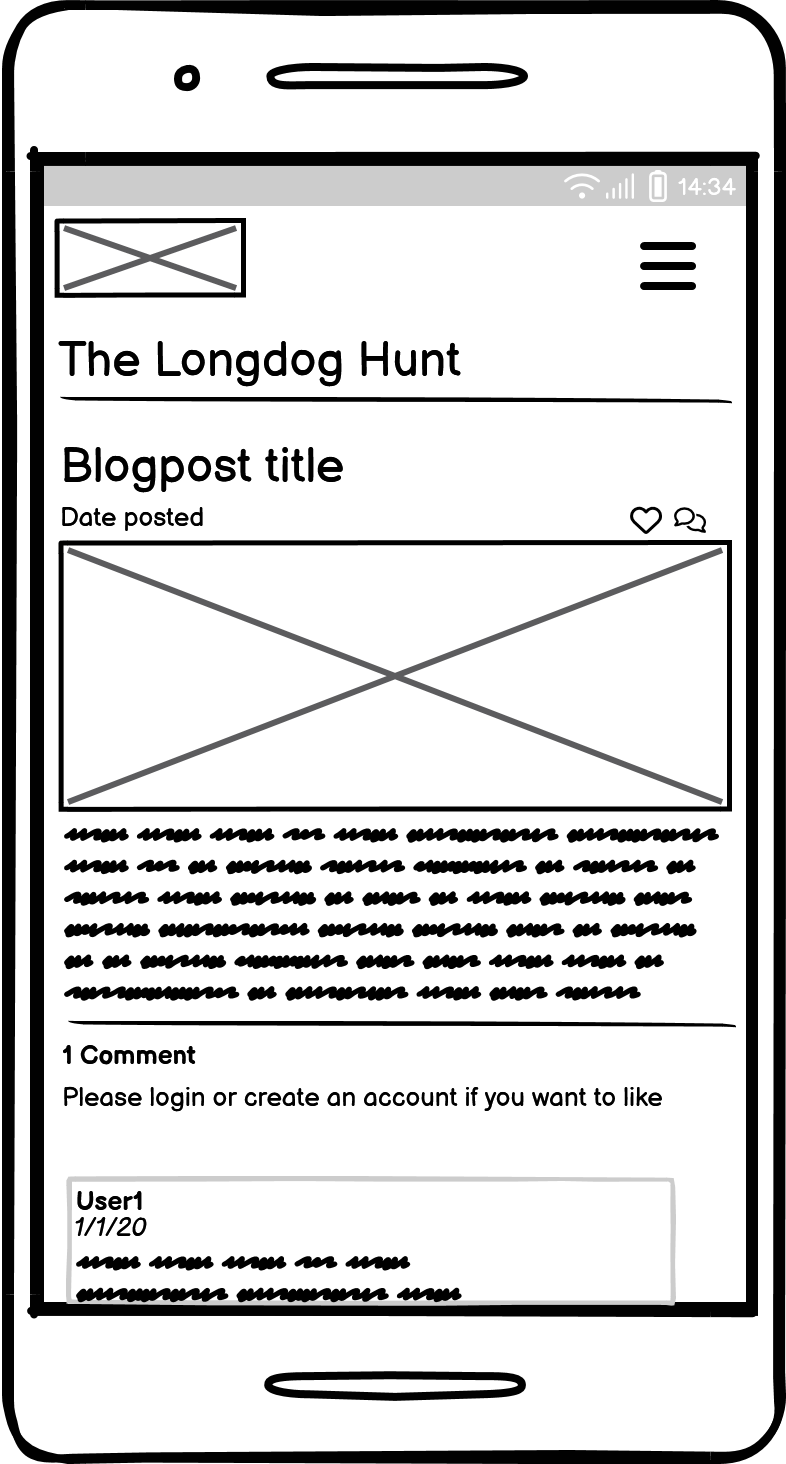 14:34
The Longdog Hunt
Blogpost title
Date posted
1 Comment
Please login or create an account if you want to like
User1
1/1/20